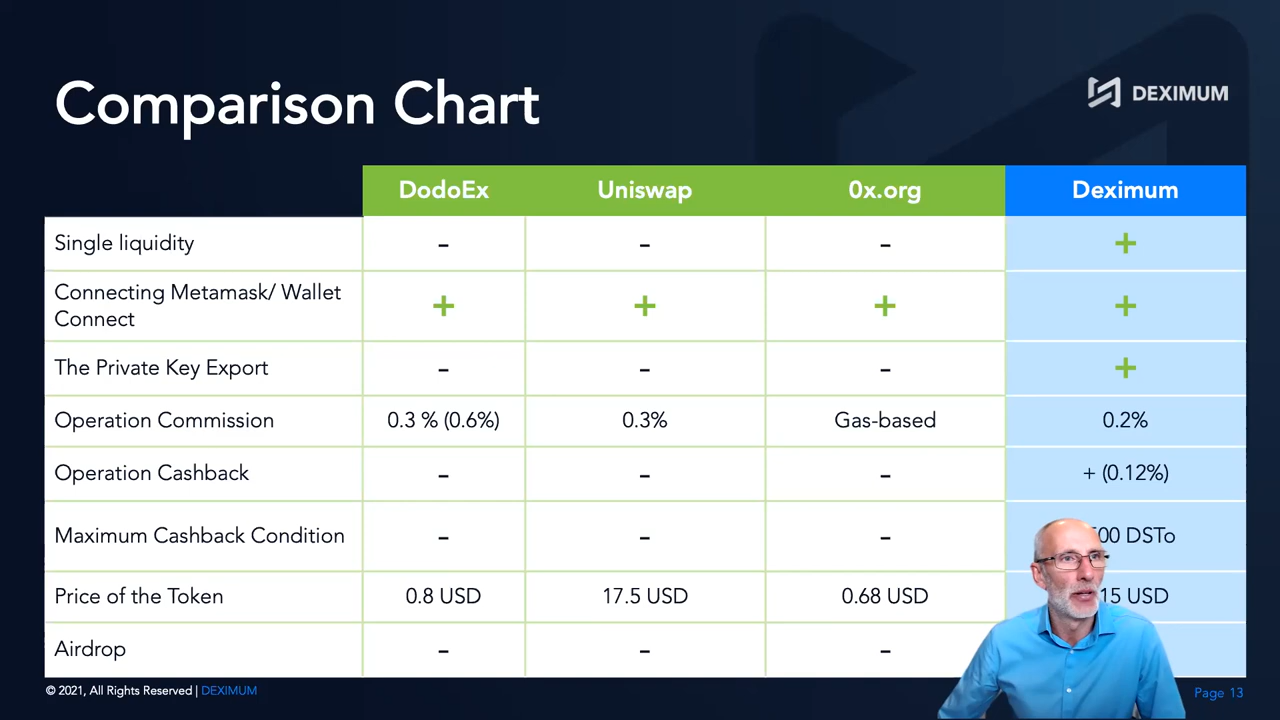 Comparison Chart
DEXIMUM
DodoEx Uniswap 0x.org Deximum
Single liquidity - - - +
Connecting Metamask/ Wallet
Connect + + + +
The Private Key Export - - - +
Operation Commission 0.3 % (0.6%) 0.3% Gas-based 0.2%
Operation Cashback - - - + (0.12%)
Maximum Cashback Condition - - - DSTo
Price of the Token 0.8 USD 17.5 USD 0.68 USD USD
Airdrop - - -
© 2021, All Rights Reserved | DEXIMUM
Page 13